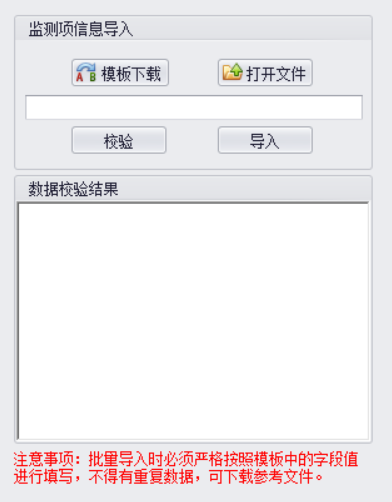 监测项信息导入
模板下载
打开文件
校验
导入
数据校验结果
注意事项：批量导入时必须严格按照模板中的字段值
进行填写，不得有重复数据，可下载参考文件。